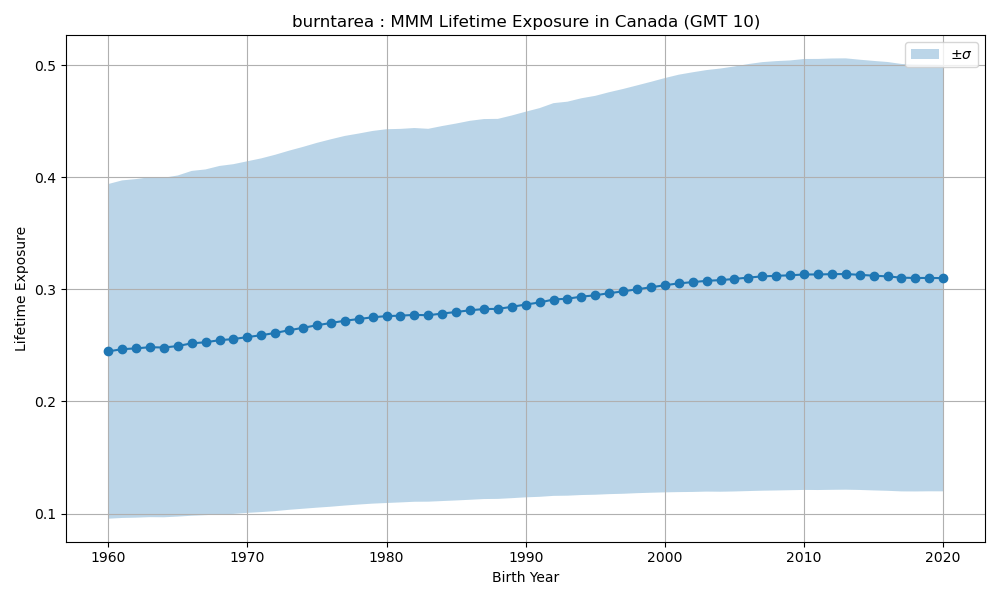 burntarea : MMM Lifetime Exposure in Canada (GMT 10)
±σ
Lifetime Exposure
0.5
0.4
0.3
0.2
0.1
1960 1970 1980 1990 2000 2010 2020
Birth Year